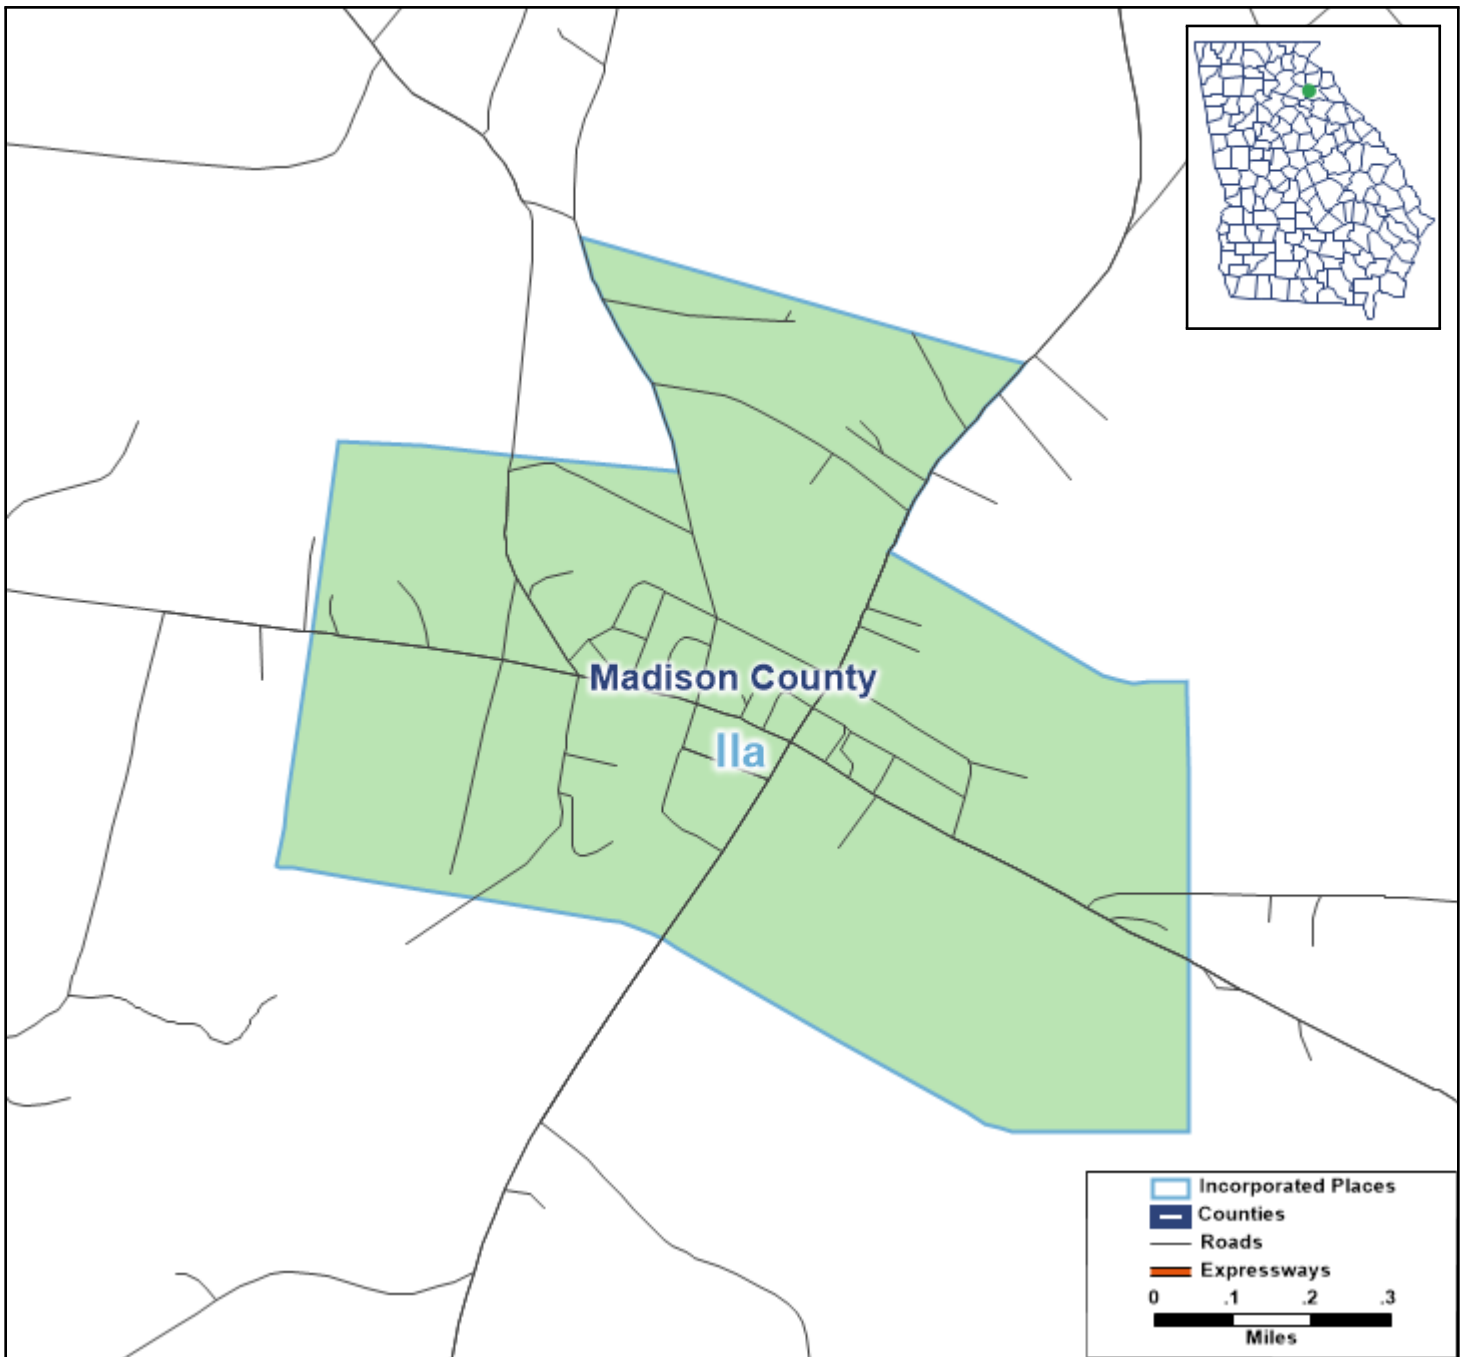 Madison County
Ila
Incorporated Places
Counties
Roads
Expressways
0 .1 .2 .3
Miles